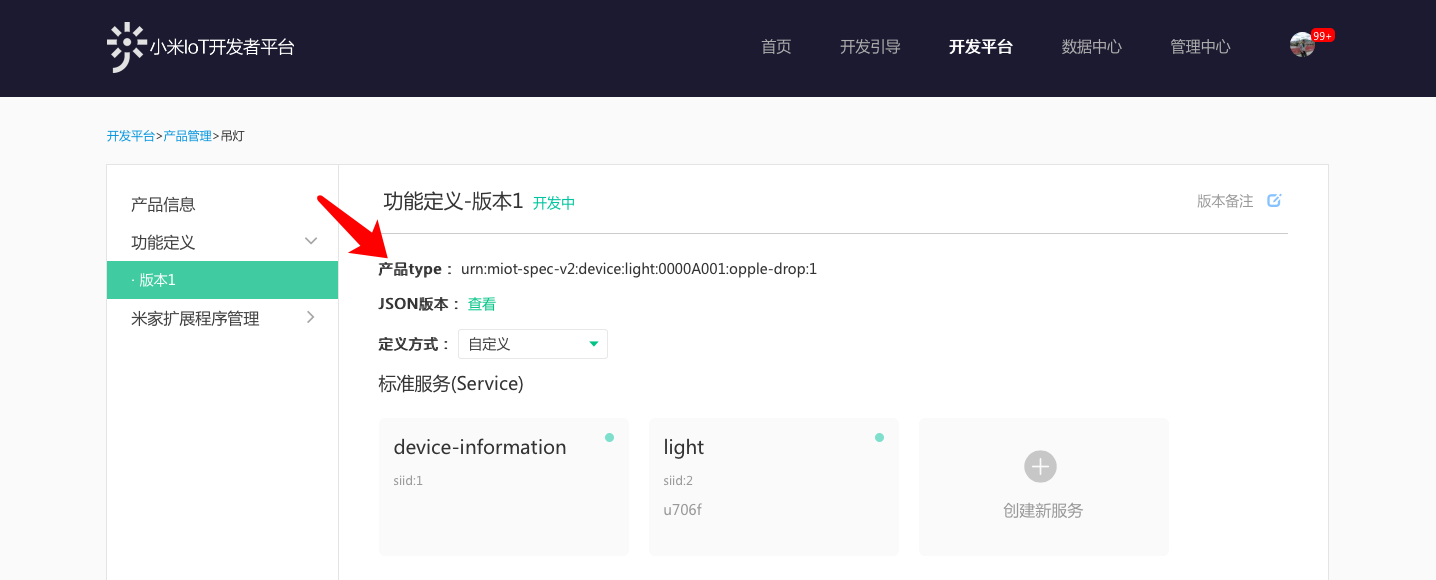 小米IoT开发者平台
首页 开发引导 开发平台 数据中心 管理中心 99+
开发平台>产品管理>吊灯
产品信息
功能定义
· 版本1
米家扩展程序管理
功能定义-版本1 开发中 版本备注
产品type： urn:miot-spec-v2:device:light:0000A001:opple-drop:1
JSON版本： 查看
定义方式： 自定义
标准服务(Service)
device-information
siid:1
light
siid:2
u706f
创建新服务